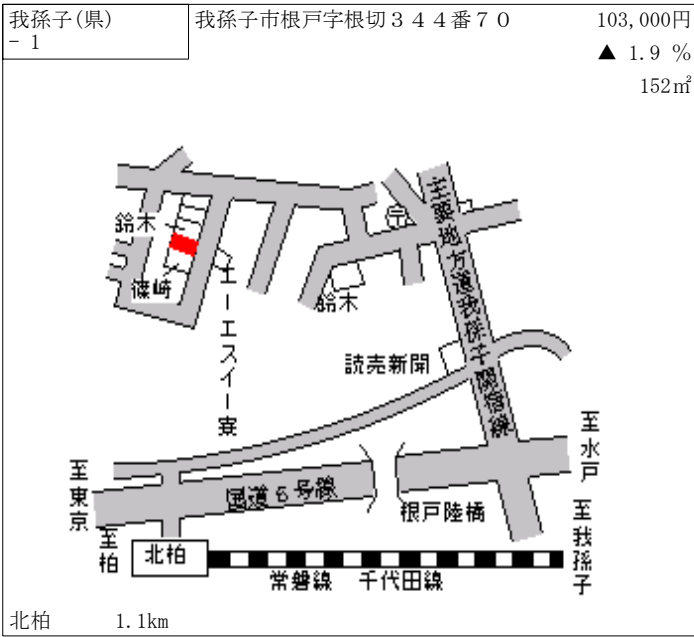 我孫子(県)
- 1
我孫子市根戸字根切３４４番７０
103,000円
▲ 1.9 %
152㎡
鈴木
篠崎
エーエスイー寮
〒
鈴木
主要地方道我孫子関宿線
読売新聞
至水戸
至東京
国道６号線
根戸陸橋
至我孫子
至柏
北柏
常磐線 千代田線
北柏 1.1km